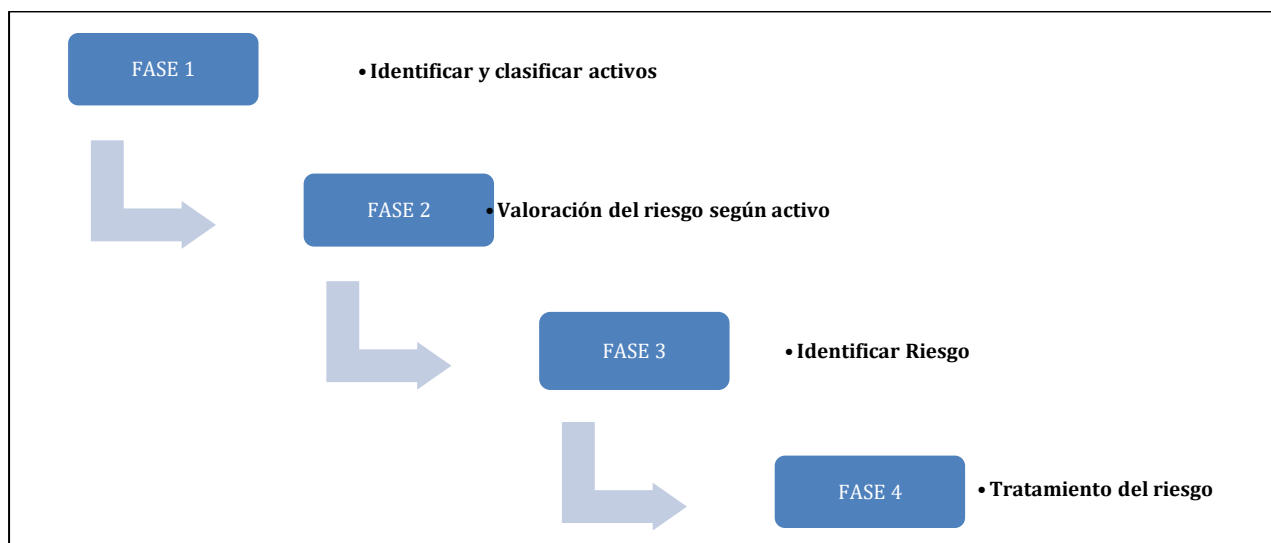 FASE 1
• Identificar y clasificar activos
FASE 2
• Valoración del riesgo según activo
FASE 3
• Identificar Riesgo
FASE 4
• Tratamiento del riesgo